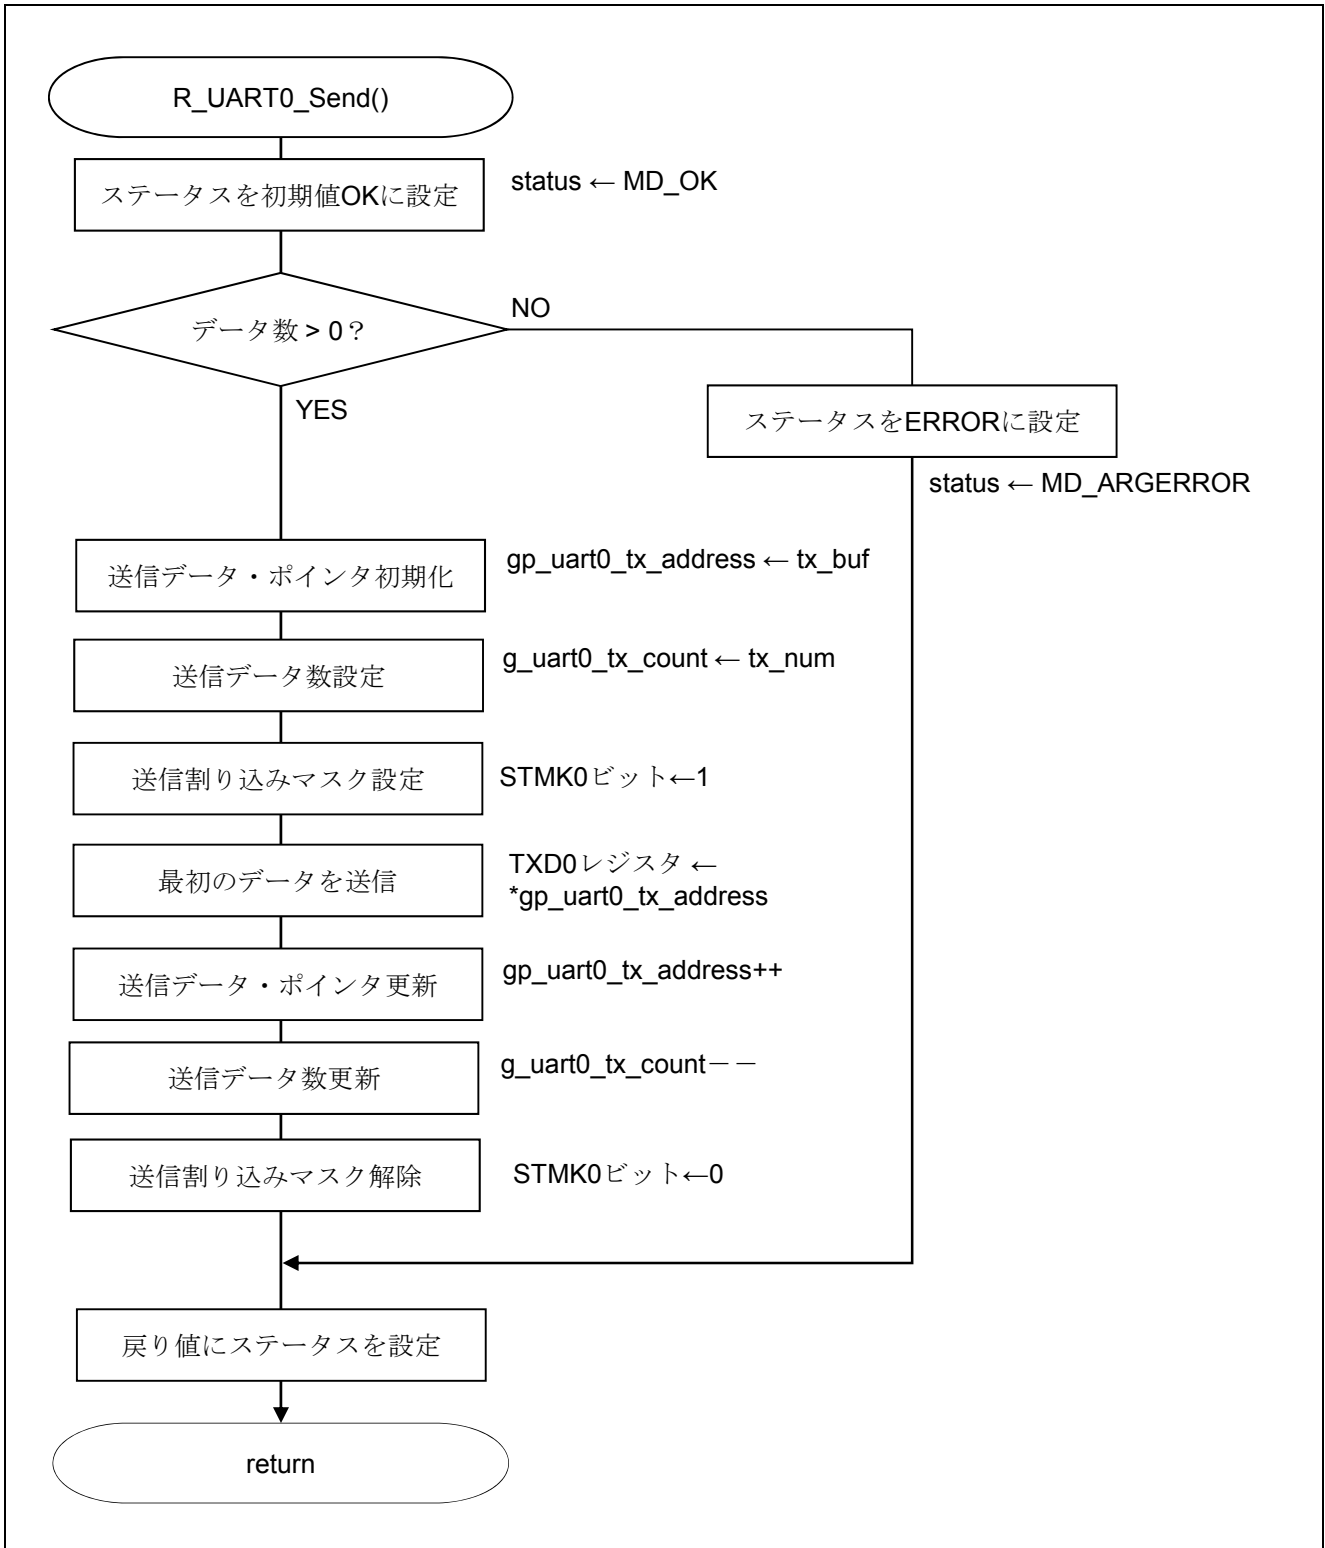 R_UART0_Send()
ステータスを初期値OKに設定
status ← MD_OK
データ数 > 0？
NO
YES
ステータスをERRORに設定
status ← MD_ARGERROR
送信データ・ポインタ初期化
gp_uart0_tx_address ← tx_buf
送信データ数設定
g_uart0_tx_count ← tx_num
送信割り込みマスク設定
STMK0ビット←1
最初のデータを送信
TXD0レジスタ ←
*gp_uart0_tx_address
送信データ・ポインタ更新
gp_uart0_tx_address++
送信データ数更新
g_uart0_tx_count－－
送信割り込みマスク解除
STMK0ビット←0
戻り値にステータスを設定
return